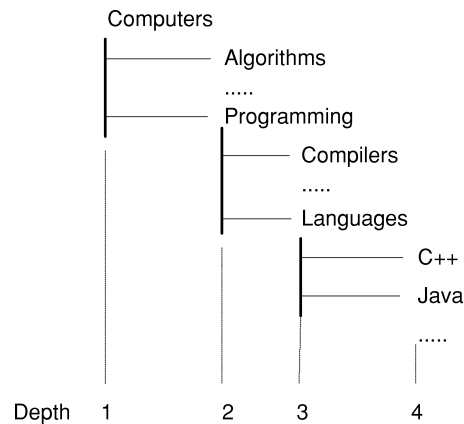 Computers
Algorithms
.....
Programming
Compilers
.....
Languages
C++
Java
.....
Depth 1 2 3 4